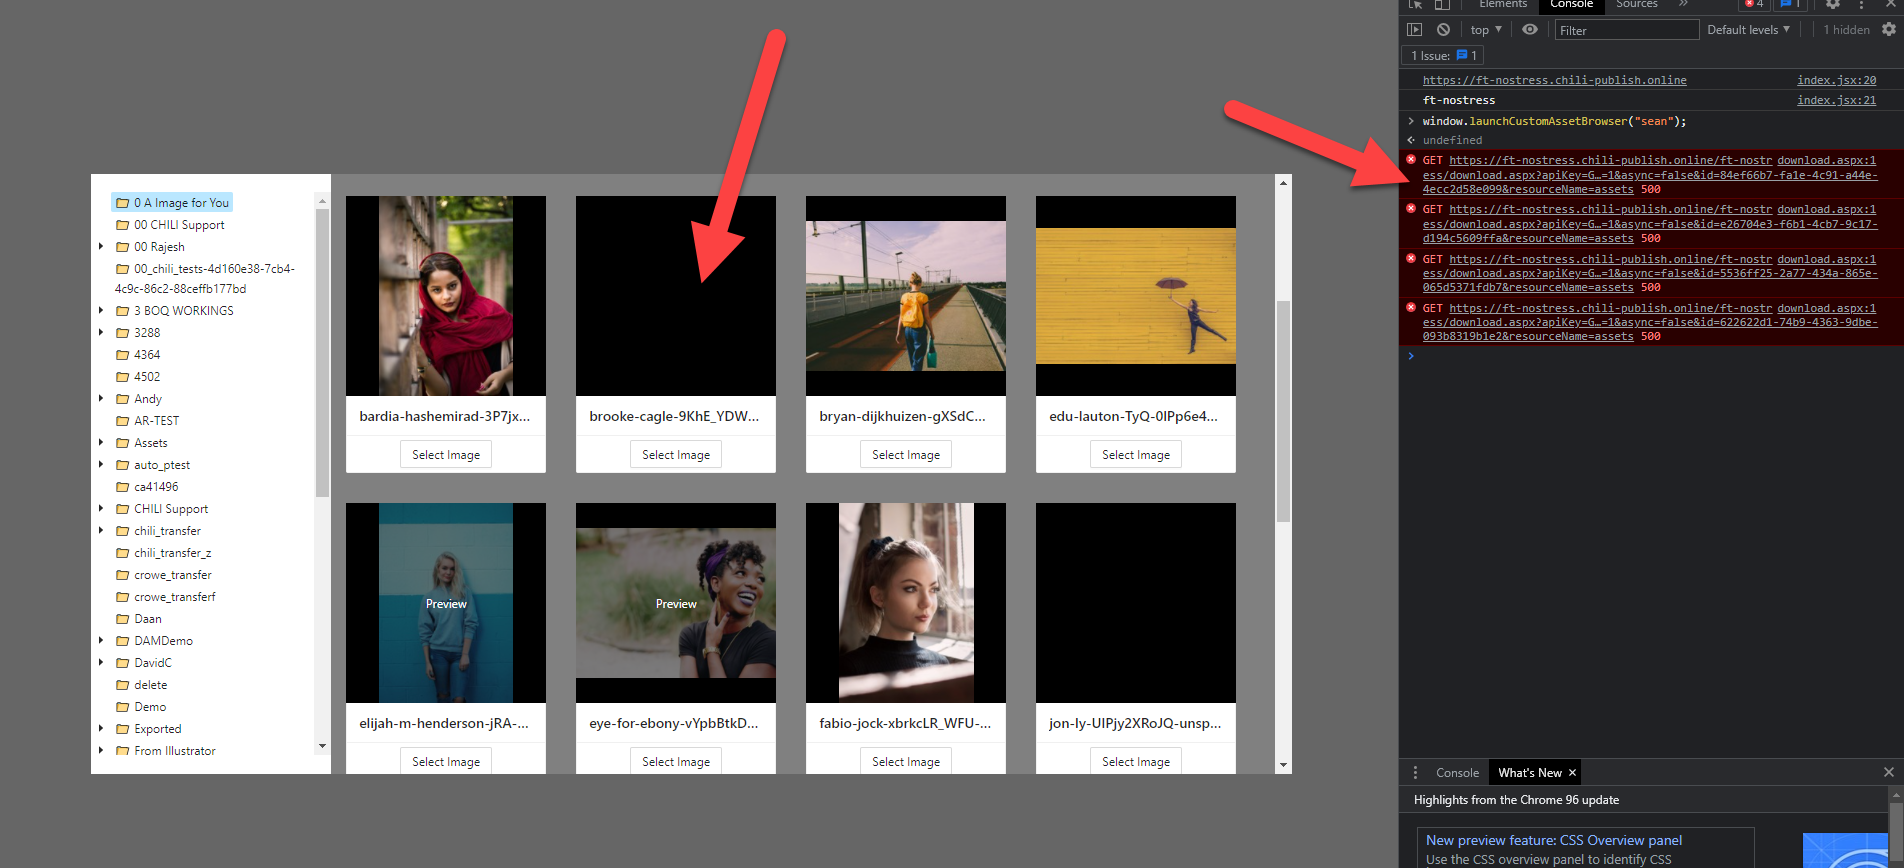 0 A Image for You
00 CHILI Support
00 Rajesh
00_chili_tests-4d160e38-7cb4-
4c9c-86c2-88ceffb177bd
3 BOQ WORKINGS
3288
4364
4502
Andy
AR-TEST
Assets
auto_ptest
ca41496
CHILI Support
chili_transfer
chili_transfer_z
crowe_transfer
crowe_transferf
Daan
DAMDemo
DavidC
delete
Demo
Exported
From Illustrator
bardia-hashemirad-3P7jx...
brooke-cagle-9KhE_YDW...
bryan-dijkhuizen-gXSdC...
edu-lauton-TyQ-0lPp6e4...
Select Image
Select Image
Select Image
Select Image
Preview
Preview
elijah-m-henderson-jRA-...
eye-for-ebony-vYpbBtkD...
fabio-jock-xbrkcLR_WFU-...
jon-ly-UlPjy2XRoJQ-unsp...
Select Image
Select Image
Select Image
Select Image
Elements Console Sources » 4 1
top Filter Default levels 1 hidden
1 Issue: 1
https://ft-nostress.chili-publish.online index.jsx:20
ft-nostress index.jsx:21
window.launchCustomAssetBrowser("sean");
undefined
GET https://ft-nostress.chili-publish.online/ft-nostr download.aspx:1
ess/download.aspx?apiKey=G…=1&async=false&id=84ef66b7-fa1e-4c91-a44e-
4ecc2d58e099&resourceName=assets 500
GET https://ft-nostress.chili-publish.online/ft-nostr download.aspx:1
ess/download.aspx?apiKey=G…=1&async=false&id=e26704e3-f6b1-4cb7-9c17-
d194c5609ffa&resourceName=assets 500
GET https://ft-nostress.chili-publish.online/ft-nostr download.aspx:1
ess/download.aspx?apiKey=G…=1&async=false&id=5536ff25-2a77-434a-865e-
065d5371fdb7&resourceName=assets 500
GET https://ft-nostress.chili-publish.online/ft-nostr download.aspx:1
ess/download.aspx?apiKey=G…=1&async=false&id=622622d1-74b9-4363-9dbe-
093b8319b1e2&resourceName=assets 500
Console What's New ×
Highlights from the Chrome 96 update
New preview feature: CSS Overview panel
Use the CSS overview panel to identify CSS